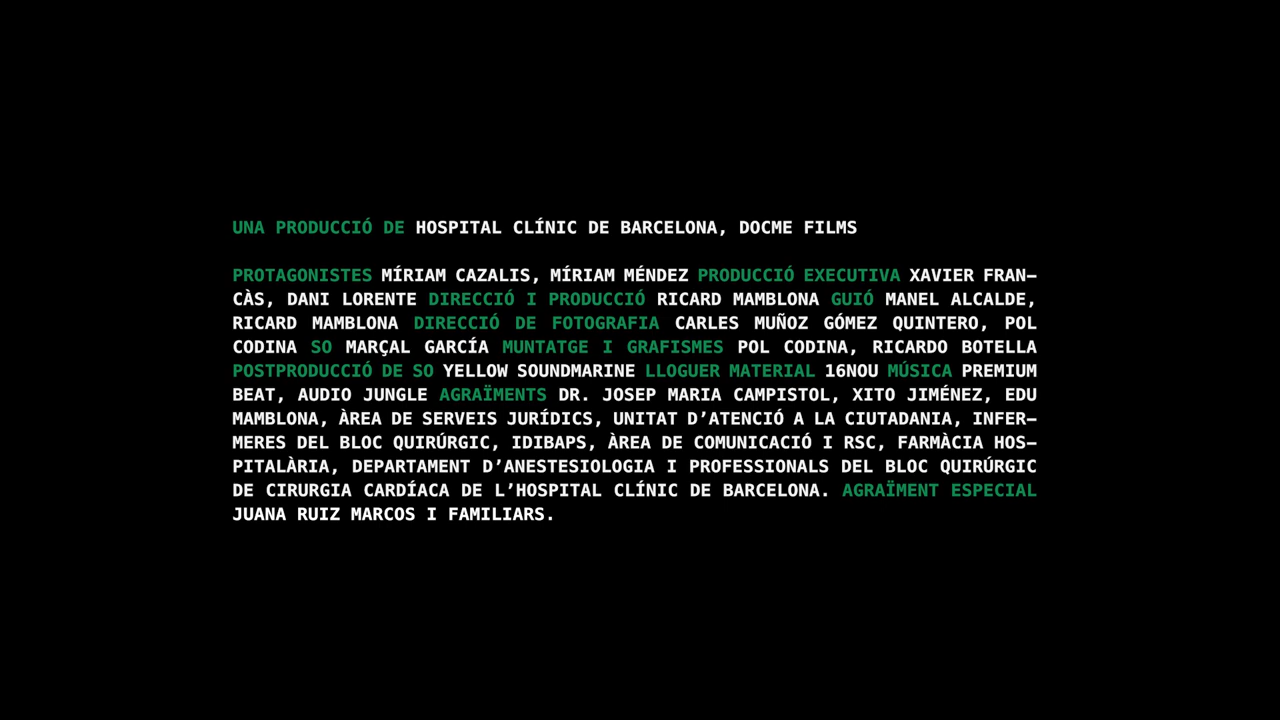 UNA PRODUCCIÓ DE HOSPITAL CLÍNIC DE BARCELONA, DOCME FILMS
PROTAGONISTES MÍRIAM CAZALIS, MÍRIAM MÉNDEZ PRODUCCIÓ EXECUTIVA XAVIER FRAN–
CÀS, DANI LORENTE DIRECCIÓ I PRODUCCIÓ RICARD MAMBLONA GUIÓ MANEL ALCALDE,
RICARD MAMBLONA DIRECCIÓ DE FOTOGRAFIA CARLES MUÑOZ GÓMEZ QUINTERO, POL
CODINA SO MARÇAL GARCÍA MUNTATGE I GRAFISMES POL CODINA, RICARDO BOTELLA
POSTPRODUCCIÓ DE SO YELLOW SOUNDMARINE LLOGUER MATERIAL 16NOU MÚSICA PREMIUM
BEAT, AUDIO JUNGLE AGRAÏMENTS DR. JOSEP MARIA CAMPISTOL, XITO JIMÉNEZ, EDU
MAMBLONA, ÀREA DE SERVEIS JURÍDICS, UNITAT D’ATENCIÓ A LA CIUTADANIA, INFER–
MERES DEL BLOC QUIRÚRGIC, IDIBAPS, ÀREA DE COMUNICACIÓ I RSC, FARMÀCIA HOS–
PITALÀRIA, DEPARTAMENT D’ANESTESIOLOGIA I PROFESSIONALS DEL BLOC QUIRÚRGIC
DE CIRURGIA CARDÍACA DE L’HOSPITAL CLÍNIC DE BARCELONA. AGRAÏMENT ESPECIAL
JUANA RUIZ MARCOS I FAMILIARS.